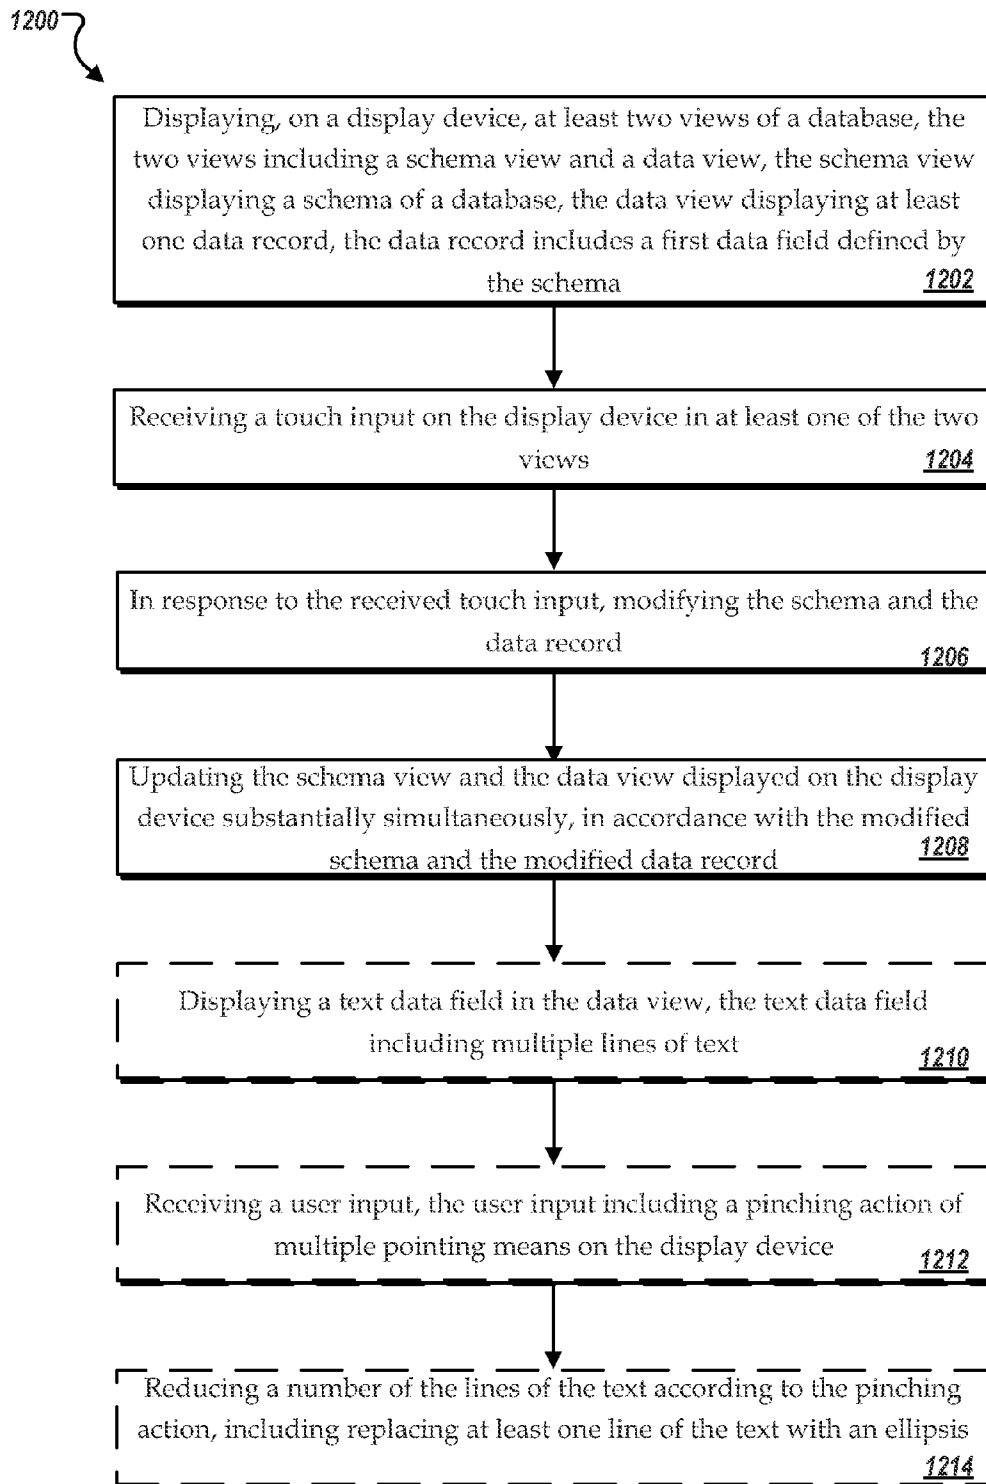 1200
Displaying, on a display device, at least two views of a database, the
two views including a schema view and a data view, the schema view
displaying a schema of a database, the data view displaying at least
one data record, the data record includes a first data field defined by
the schema
1202
Receiving a touch input on the display device in at least one of the two
views
1204
In response to the received touch input, modifying the schema and the
data record
1206
Updating the schema view and the data view displayed on the display
device substantially simultaneously, in accordance with the modified
schema and the modified data record
1208
Displaying a text data field in the data view, the text data field
including multiple lines of text
1210
Receiving a user input, the user input including a pinching action of
multiple pointing means on the display device
1212
Reducing a number of the lines of the text according to the pinching
action, including replacing at least one line of the text with an ellipsis
1214